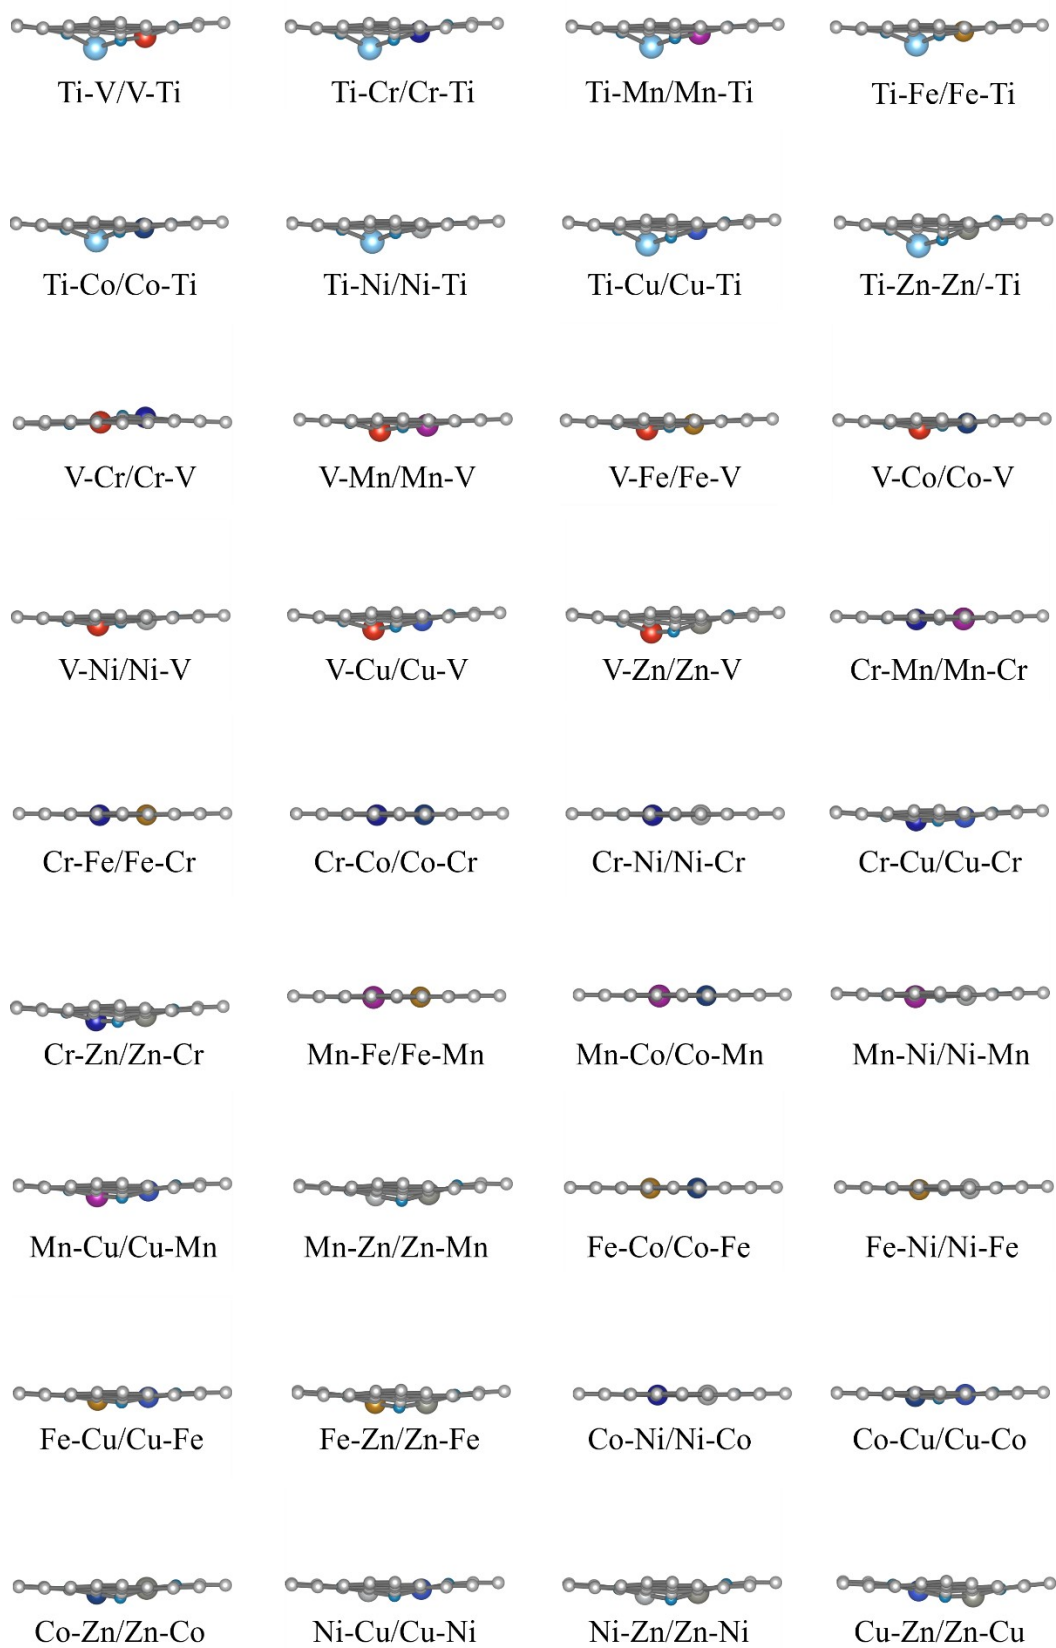 Ti-V/V-Ti
Ti-Cr/Cr-Ti
Ti-Mn/Mn-Ti
Ti-Fe/Fe-Ti
Ti-Co/Co-Ti
Ti-Ni/Ni-Ti
Ti-Cu/Cu-Ti
Ti-Zn-Zn/-Ti
V-Cr/Cr-V
V-Mn/Mn-V
V-Fe/Fe-V
V-Co/Co-V
V-Ni/Ni-V
V-Cu/Cu-V
V-Zn/Zn-V
Cr-Mn/Mn-Cr
Cr-Fe/Fe-Cr
Cr-Co/Co-Cr
Cr-Ni/Ni-Cr
Cr-Cu/Cu-Cr
Cr-Zn/Zn-Cr
Mn-Fe/Fe-Mn
Mn-Co/Co-Mn
Mn-Ni/Ni-Mn
Mn-Cu/Cu-Mn
Mn-Zn/Zn-Mn
Fe-Co/Co-Fe
Fe-Ni/Ni-Fe
Fe-Cu/Cu-Fe
Fe-Zn/Zn-Fe
Co-Ni/Ni-Co
Co-Cu/Cu-Co
Co-Zn/Zn-Co
Ni-Cu/Cu-Ni
Ni-Zn/Zn-Ni
Cu-Zn/Zn-Cu